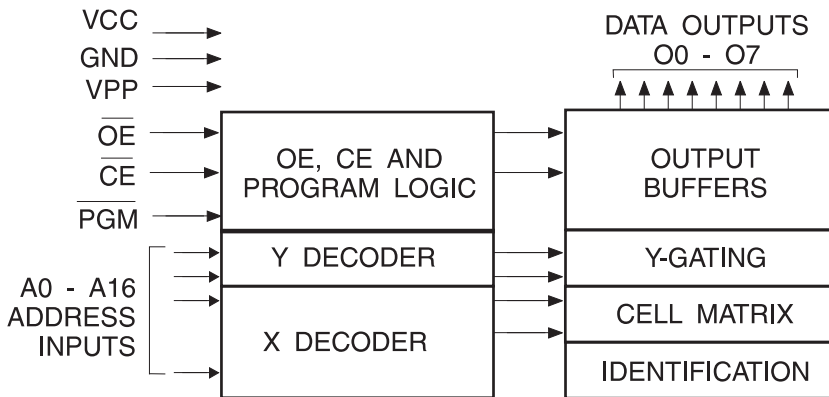 VCC
GND
VPP
OE
CE
PGM
A0 - A16
ADDRESS
INPUTS
OE, CE AND
PROGRAM LOGIC
Y DECODER
X DECODER
DATA OUTPUTS
O0 - O7
OUTPUT
BUFFERS
Y-GATING
CELL MATRIX
IDENTIFICATION